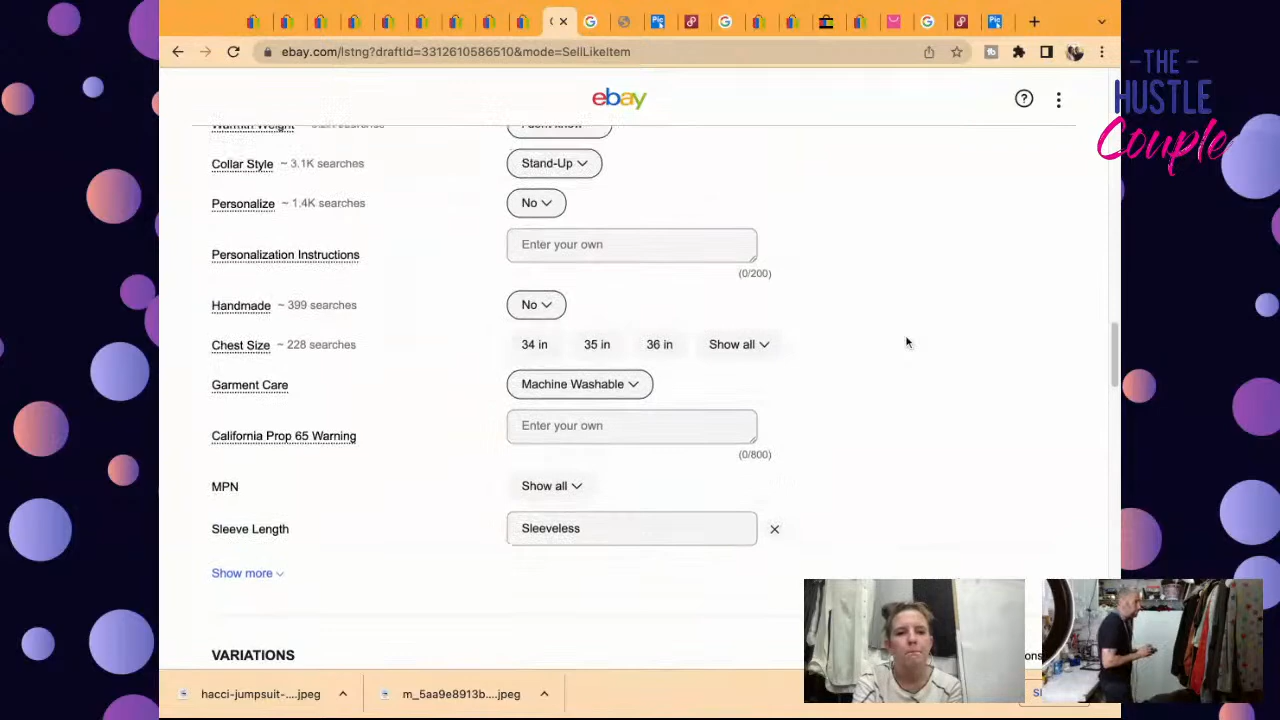 ebay.com/lstng?draftId=3312610586510&mode=SellLikeItem
-THE-
HUSTLE
Couple
ebay
Warmth Weight
Collar Style ~ 3.1K searches Stand-Up
Personalize ~ 1.4K searches No
Personalization Instructions Enter your own
(0/200)
Handmade ~ 399 searches No
Chest Size ~ 228 searches 34 in 35 in 36 in Show all
Garment Care Machine Washable
California Prop 65 Warning Enter your own
(0/800)
MPN Show all
Sleeve Length Sleeveless
Show more
VARIATIONS
hacci-jumpsuit-....jpeg m_5aa9e8913b....jpeg